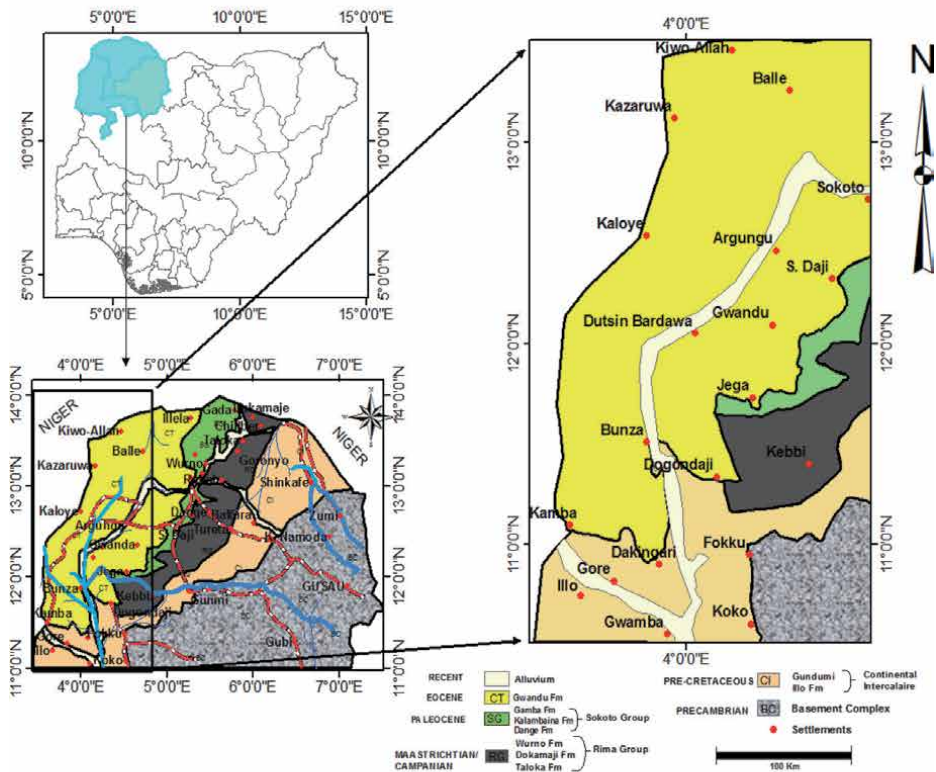 5°0'0"E 10°0'0"E 15°0'0"E
10°0'0"N 10°0'0"N
5°0'0"N 5°0'0"N
5°0'0"E 10°0'0"E 15°0'0"E
4°0'0"E
Kiwo-Allah
Balle
Kazaruwa
13°0'0"N 13°0'0"N
Sokoto
Kaloye
Argungu
S. Daji
Gwandu
Dutsin Bardawa
12°0'0"N 12°0'0"N
Jega
Bunza
Kebbi
Dogondaji
Kamba
11°0'0"N 11°0'0"N
Dakingari
Fokku
Gore
Illo
Koko
Gwamba
4°0'0"E
N
4°0'0"E 5°0'0"E 6°0'0"E 7°0'0"E
14°0'0"N 14°0'0"N
NIGER
Gada
Illela
Kiwo-Allah
CT
Balle
NIGER
Kazaruwa
Wurno
Goronyo
13°0'0"N 13°0'0"N
Shinkafe
CI
Kaloye
Dange
S. Daji
Tureta
12°0'0"N 12°0'0"N
Jega
GUSAU
Bunza
CT
Kebbi
BC
Gore
Illo
Koko
Gubi
11°0'0"N 11°0'0"N
4°0'0"E 5°0'0"E 6°0'0"E 7°0'0"E
RECENT Alluvium
EOCENE CT Gwandu Fm
PALEOCENE SG Gamba Fm
Kalambaina Fm
Dange Fm
Sokoto Group
MAASTRICHTIAN/
CAMPANIAN
RG Wurno Fm
Dokamaji Fm
Taloka Fm
Rima Group
PRE-CRETACEOUS CI Gundumi
Illo Fm
Continental
Intercalaire
PRECAMBRIAN BC Basement Complex
Settlements
100 Km